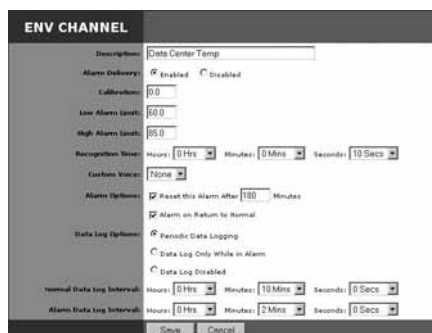 ENV CHANNEL
Description: Data Center Temp
Alarm Delivery: Enabled Disabled
Calibration: 0.0
Low Alarm Limit: 60.0
High Alarm Limit: 85.0
Recognition Time: Hours: 0 Hrs Minutes: 0 Mins Seconds: 10 Secs
Custom Voice: None
Alarm Options: Reset this Alarm After 180 Minutes
Alarm on Return to Normal
Data Log Options: Periodic Data Logging
Data Log Only While in Alarm
Data Log Disabled
Normal Data Log Interval: Hours: 0 Hrs Minutes: 10 Mins Seconds: 0 Secs
Alarm Data Log Interval: Hours: 0 Hrs Minutes: 2 Mins Seconds: 0 Secs
Save Cancel